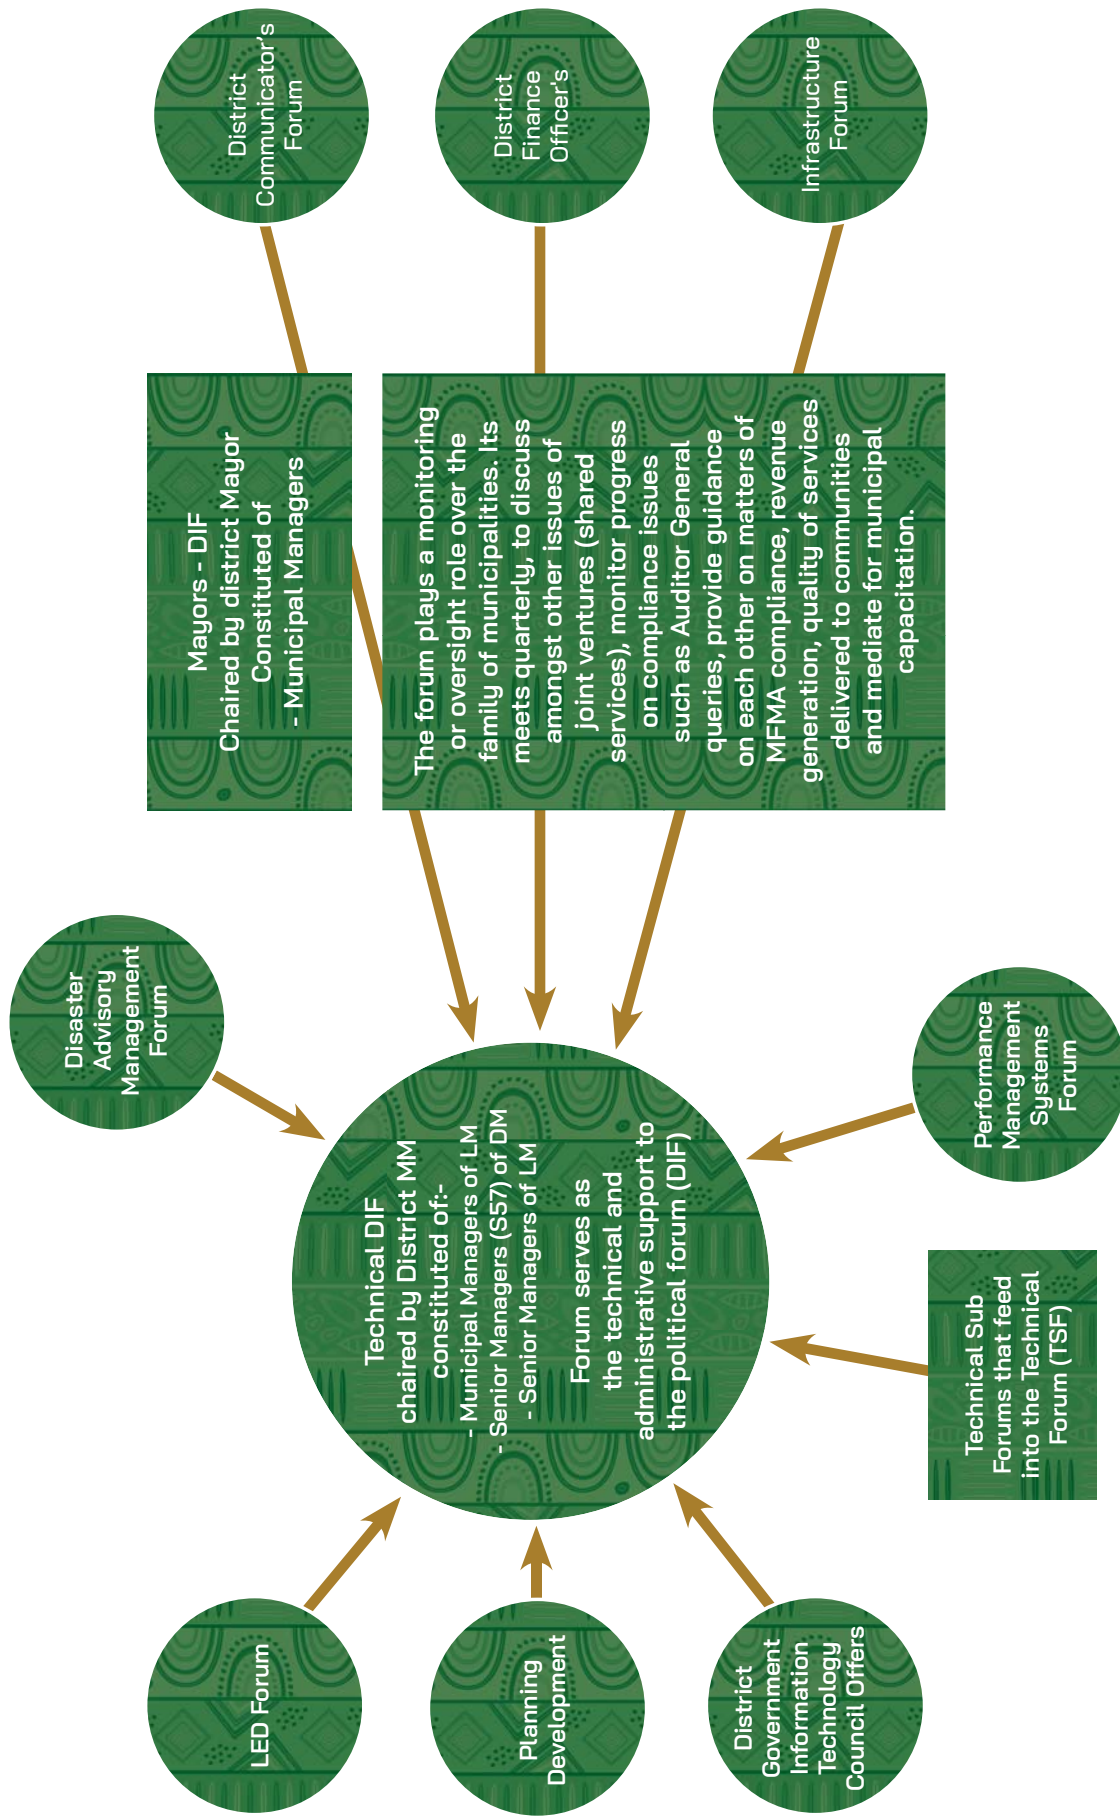 Disaster
Advisory
Management
Forum
LED Forum
Mayors - DIF
Chaired by district Mayor
Constituted of
- Municipal Managers
District
Communicator's
Forum
Planning
Development
Technical DIF
chaired by District MM
constituted of:-
- Municipal Managers of LM
- Senior Managers (S57) of DM
- Senior Managers of LM
Forum serves as
the technical and
administrative support to
the political forum (DIF)
The forum plays a monitoring
or oversight role over the
family of municipalities. Its
meets quarterly, to discuss
amongst other issues of
joint ventures (shared
services), monitor progress
on compliance issues
such as Auditor General
queries, provide guidance
on each other on matters of
MFMA compliance, revenue
generation, quality of services
delivered to communities
and mediate for municipal
capacitation.
District
Finance
Officer's
District
Government
Information
Technology
Council Offers
Infrastructure
Forum
Technical Sub
Forums that feed
into the Technical
Forum (TSF)
Performance
Management
Systems
Forum